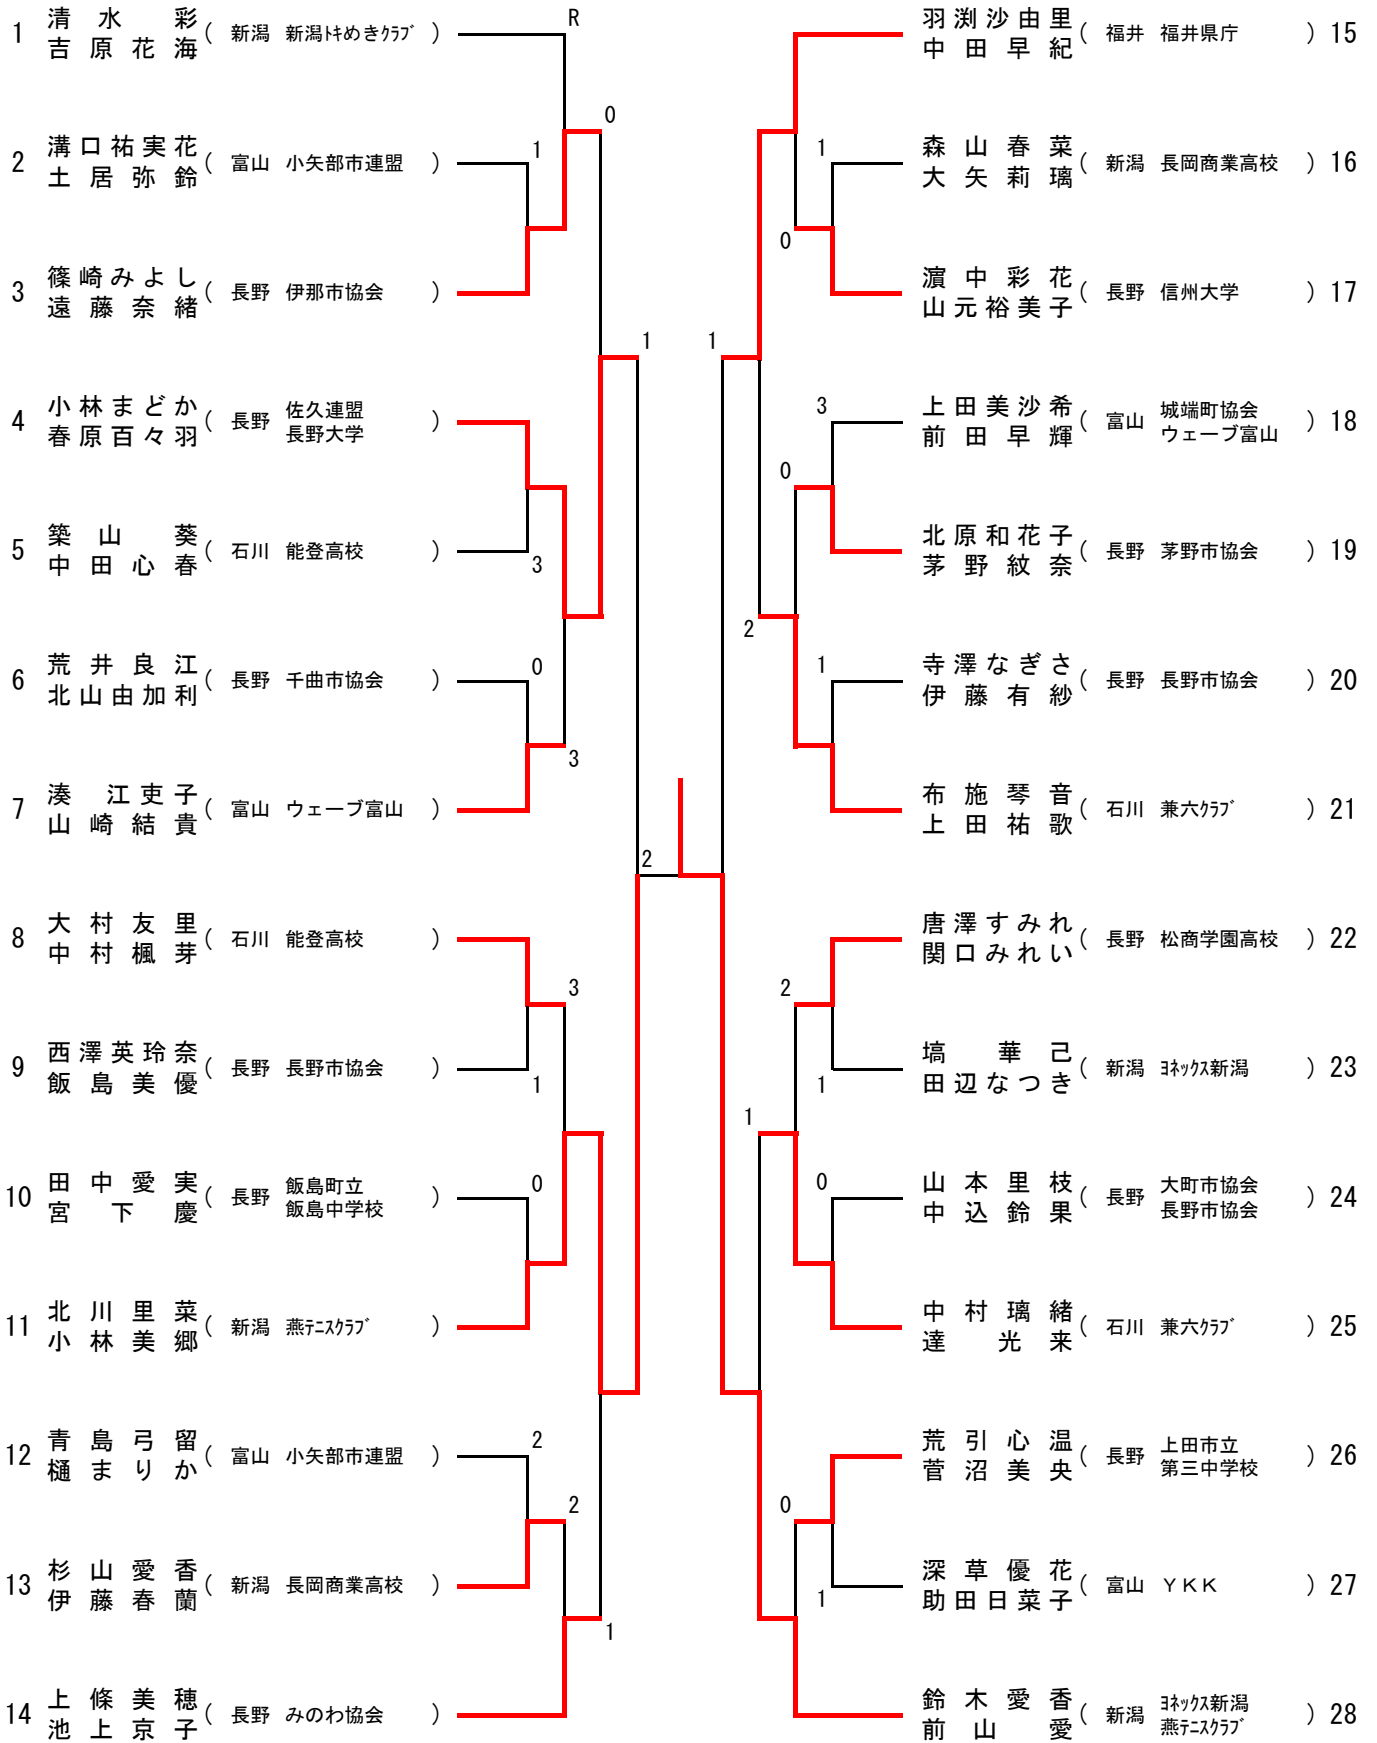 1 清水彩 吉原花海 ( 新潟 新潟ﾄｷめきｸﾗﾌﾞ )
2 溝口祐実花 土居弥鈴 ( 富山 小矢部市連盟 )
3 篠崎みよし 遠藤奈緒 ( 長野 伊那市協会 )
4 小林まどか 春原百々羽 ( 長野 佐久連盟 長野大学 )
5 築山葵 中田心春 ( 石川 能登高校 )
6 荒井良江 北山由加利 ( 長野 千曲市協会 )
7 湊江吏子 山崎結貴 ( 富山 ウェーブ富山 )
8 大村友里 中村楓芽 ( 石川 能登高校 )
9 西澤英玲奈 飯島美優 ( 長野 長野市協会 )
10 田中愛実 宮下慶 ( 長野 飯島町立 飯島中学校 )
11 北川里菜 小林美郷 ( 新潟 燕ﾃﾆｽｸﾗﾌﾞ )
12 青島弓留 樋まりか ( 富山 小矢部市連盟 )
13 杉山愛香 伊藤春蘭 ( 新潟 長岡商業高校 )
14 上條美穂 池上京子 ( 長野 みのわ協会 )
R
0
1
1
3
0
3
2
3
1
0
2
2
1
1
1
0
3
0
2
1
2
1
1
0
0
1
羽渕沙由里 中田早紀 ( 福井 福井県庁 ) 15
森山春菜 大矢莉璃 ( 新潟 長岡商業高校 ) 16
濵中彩花 山元裕美子 ( 長野 信州大学 ) 17
上田美沙希 前田早輝 ( 富山 城端町協会 ウェーブ富山 ) 18
北原和花子 茅野紋奈 ( 長野 茅野市協会 ) 19
寺澤なぎさ 伊藤有紗 ( 長野 長野市協会 ) 20
布施琴音 上田祐歌 ( 石川 兼六ｸﾗﾌﾞ ) 21
唐澤すみれ 関口みれい ( 長野 松商学園高校 ) 22
塙華己 田辺なつき ( 新潟 ﾖﾈｯｸｽ新潟 ) 23
山本里枝 中込鈴果 ( 長野 大町市協会 長野市協会 ) 24
中村璃緒 達光来 ( 石川 兼六ｸﾗﾌﾞ ) 25
荒引心温 菅沼美央 ( 長野 上田市立 第三中学校 ) 26
深草優花 助田日菜子 ( 富山 ＹＫＫ ) 27
鈴木愛香 前山愛 ( 新潟 ﾖﾈｯｸｽ新潟 燕ﾃﾆｽｸﾗﾌﾞ ) 28